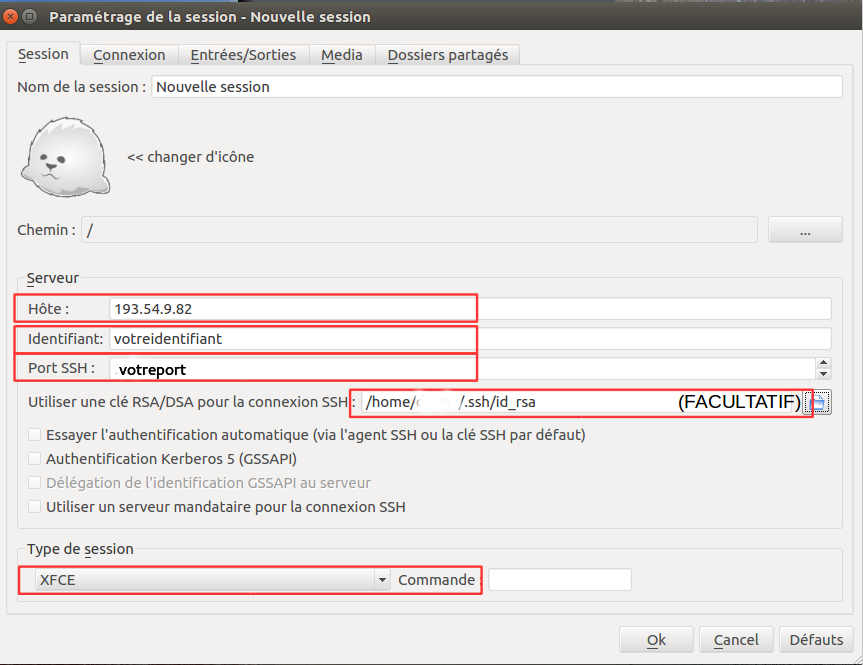 Paramétrage de la session - Nouvelle session
Session Connexion Entrées/Sorties Media Dossiers partagés
Nom de la session : Nouvelle session
<< changer d'icône
Chemin : / ...
Serveur
Hôte : 193.54.9.82
Identifiant: votreidentifiant
Port SSH : votreport
Utiliser une clé RSA/DSA pour la connexion SSH : /home/ /.ssh/id_rsa (FACULTATIF)
Essayer l'authentification automatique (via l'agent SSH ou la clé SSH par défaut)
Authentification Kerberos 5 (GSSAPI)
Délégation de l'identification GSSAPI au serveur
Utiliser un serveur mandataire pour la connexion SSH
Type de session
XFCE Commande :
Ok Cancel Défauts